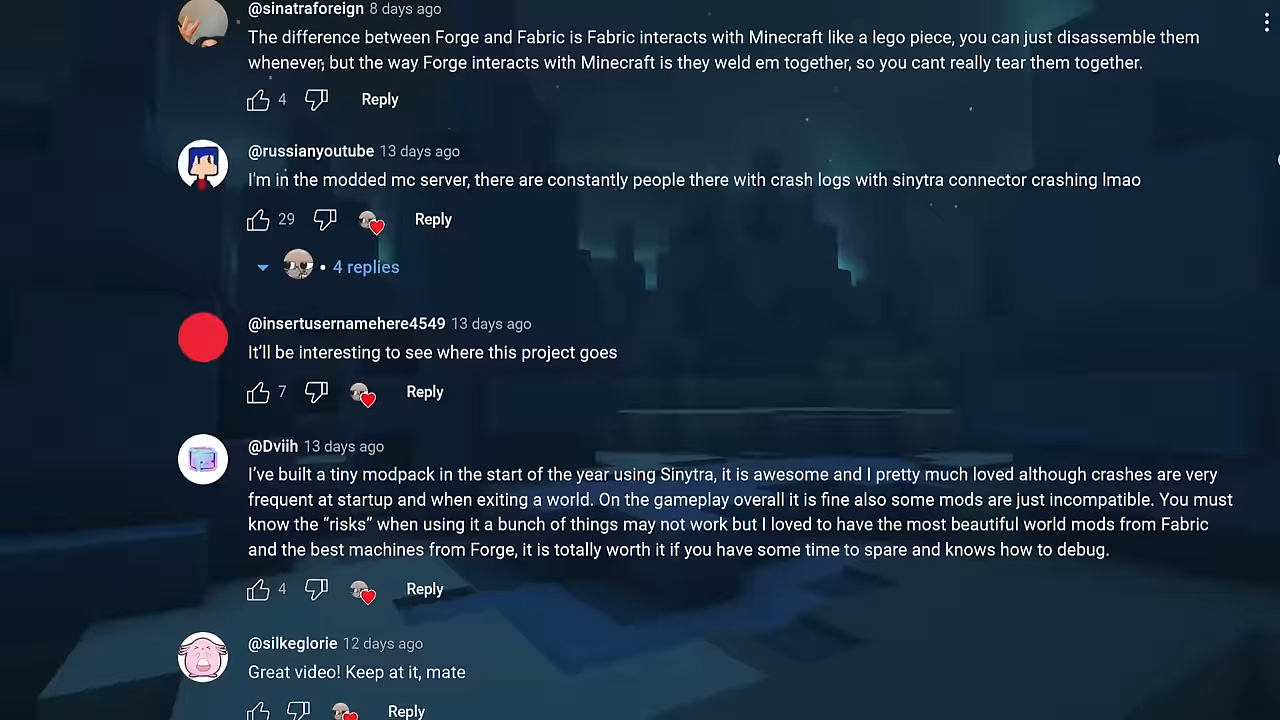 @sinatraforeign 8 days ago
The difference between Forge and Fabric is Fabric interacts with Minecraft like a lego piece, you can just disassemble them
whenever, but the way Forge interacts with Minecraft is they weld em together, so you cant really tear them together.
4 Reply
@russianyoutube 13 days ago
I'm in the modded mc server, there are constantly people there with crash logs with sinytra connector crashing lmao
29 Reply
• 4 replies
@insertusernamehere4549 13 days ago
It’ll be interesting to see where this project goes
7 Reply
@Dviih 13 days ago
I’ve built a tiny modpack in the start of the year using Sinytra, it is awesome and I pretty much loved although crashes are very
frequent at startup and when exiting a world. On the gameplay overall it is fine also some mods are just incompatible. You must
know the “risks” when using it a bunch of things may not work but I loved to have the most beautiful world mods from Fabric
and the best machines from Forge, it is totally worth it if you have some time to spare and knows how to debug.
4 Reply
@silkeglorie 12 days ago
Great video! Keep at it, mate
Reply